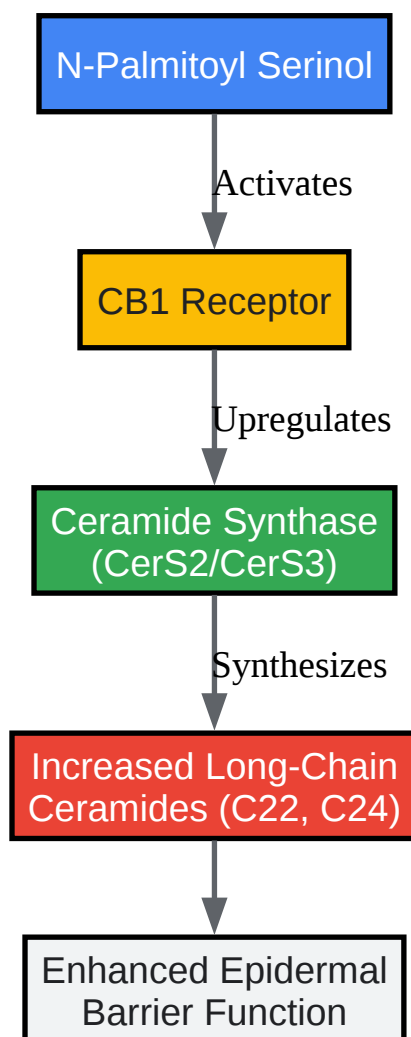 N-Palmitoyl Serinol
Activates
CB1 Receptor
Upregulates
Ceramide Synthase
(CerS2/CerS3)
Synthesizes
Increased Long-Chain
Ceramides (C22, C24)
Enhanced Epidermal
Barrier Function